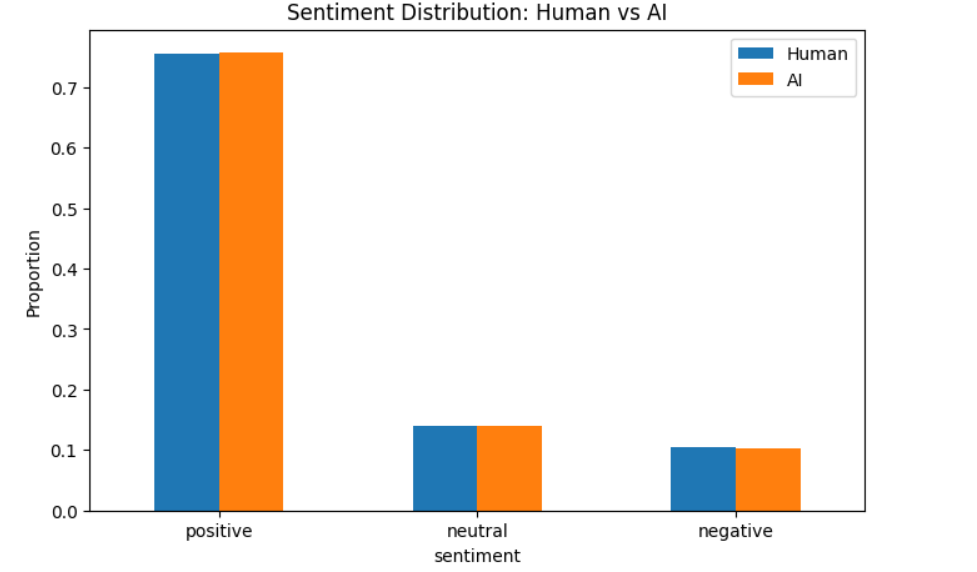 Sentiment Distribution: Human vs AI
Human
AI
Proportion
0.7
0.6
0.5
0.4
0.3
0.2
0.1
0.0
positive neutral negative
sentiment